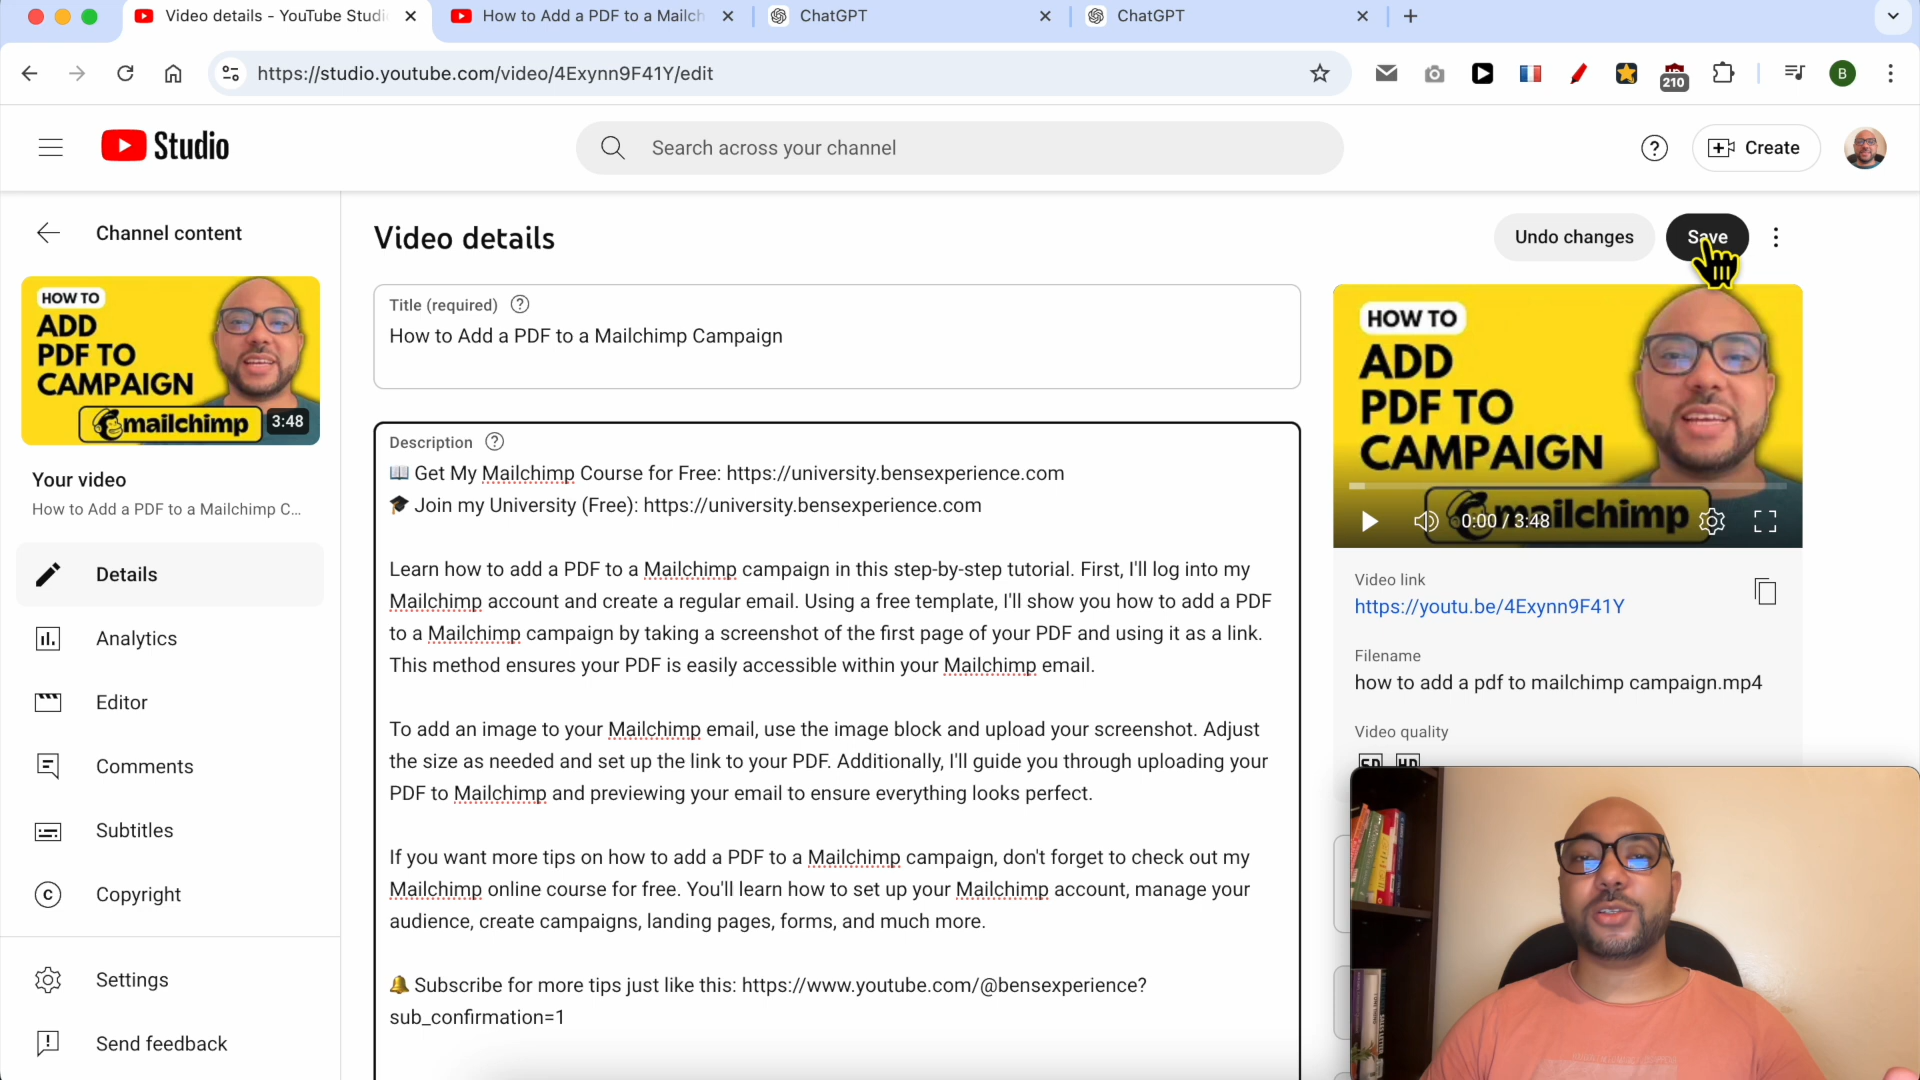 Video details - YouTube Studi
How to Add a PDF to a Mailch
ChatGPT
ChatGPT
https://studio.youtube.com/video/4Exynn9F41Y/edit
210
B
Studio
Search across your channel
Create
Channel content
HOW TO
ADD
PDF TO
CAMPAIGN
mailchimp
3:48
Your video
How to Add a PDF to a Mailchimp C...
Details
Analytics
Editor
Comments
Subtitles
Copyright
Settings
Send feedback
Video details
Undo changes
Save
Title (required)
How to Add a PDF to a Mailchimp Campaign
Description
📖 Get My Mailchimp Course for Free: https://university.bensexperience.com
🎓 Join my University (Free): https://university.bensexperience.com
Learn how to add a PDF to a Mailchimp campaign in this step-by-step tutorial. First, I'll log into my
Mailchimp account and create a regular email. Using a free template, I'll show you how to add a PDF
to a Mailchimp campaign by taking a screenshot of the first page of your PDF and using it as a link.
This method ensures your PDF is easily accessible within your Mailchimp email.
To add an image to your Mailchimp email, use the image block and upload your screenshot. Adjust
the size as needed and set up the link to your PDF. Additionally, I'll guide you through uploading your
PDF to Mailchimp and previewing your email to ensure everything looks perfect.
If you want more tips on how to add a PDF to a Mailchimp campaign, don't forget to check out my
Mailchimp online course for free. You'll learn how to set up your Mailchimp account, manage your
audience, create campaigns, landing pages, forms, and much more.
🔔 Subscribe for more tips just like this: https://www.youtube.com/@bensexperience?
sub_confirmation=1
HOW TO
ADD
PDF TO
CAMPAIGN
mailchimp
0:00 / 3:48
Video link
https://youtu.be/4Exynn9F41Y
Filename
how to add a pdf to mailchimp campaign.mp4
Video quality
SD HD